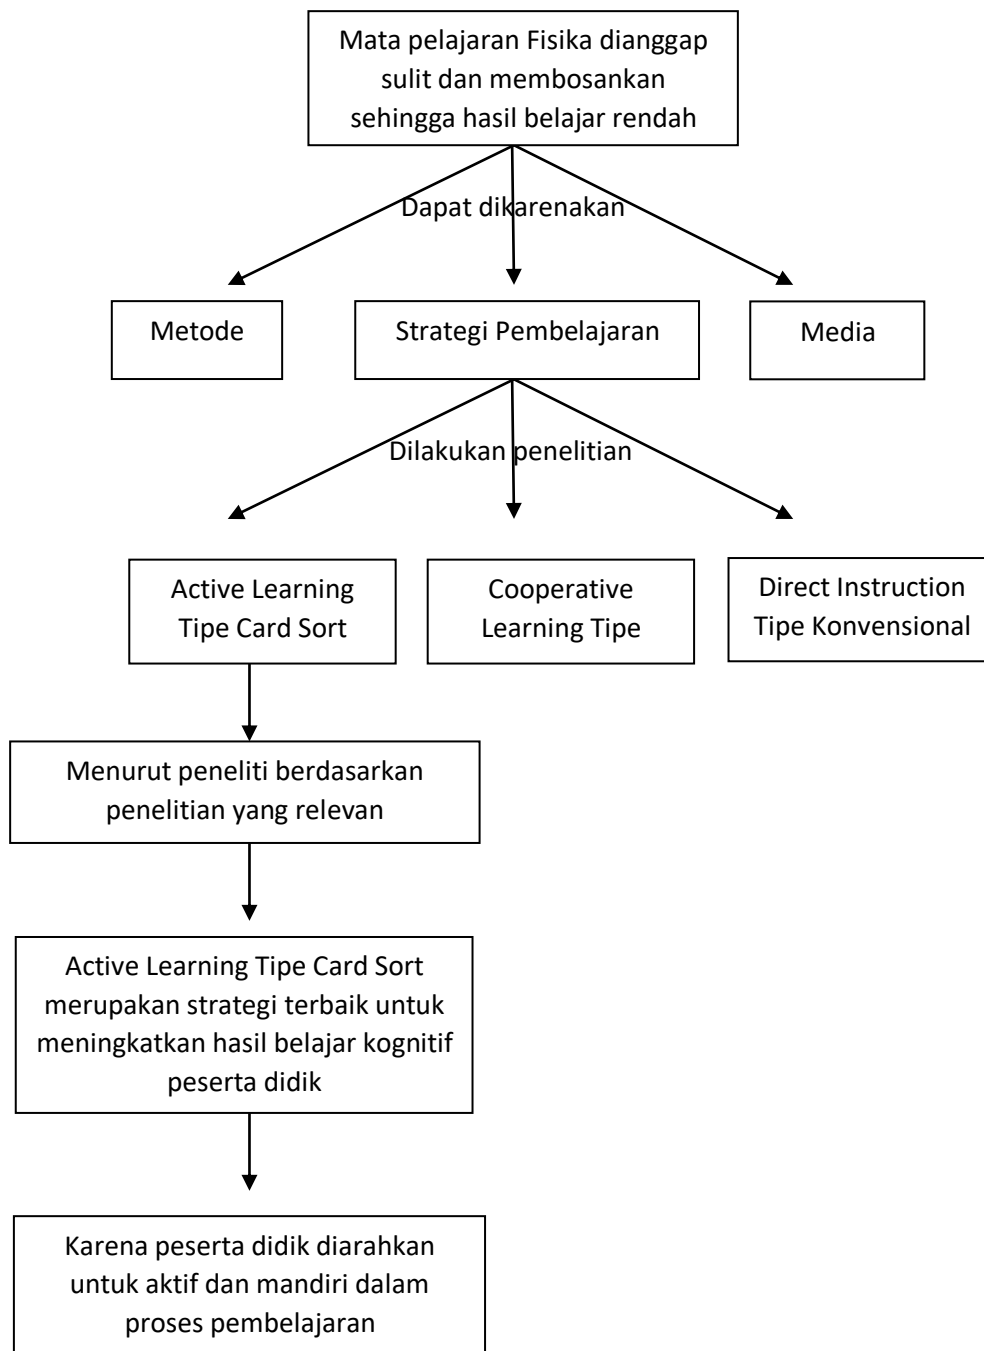 Mata pelajaran Fisika dianggap
sulit dan membosankan
sehingga hasil belajar rendah
Dapat dikarenakan
Metode
Strategi Pembelajaran
Media
Dilakukan penelitian
Active Learning
Tipe Card Sort
Cooperative
Learning Tipe
Direct Instruction
Tipe Konvensional
Menurut peneliti berdasarkan
penelitian yang relevan
Active Learning Tipe Card Sort
merupakan strategi terbaik untuk
meningkatkan hasil belajar kognitif
peserta didik
Karena peserta didik diarahkan
untuk aktif dan mandiri dalam
proses pembelajaran